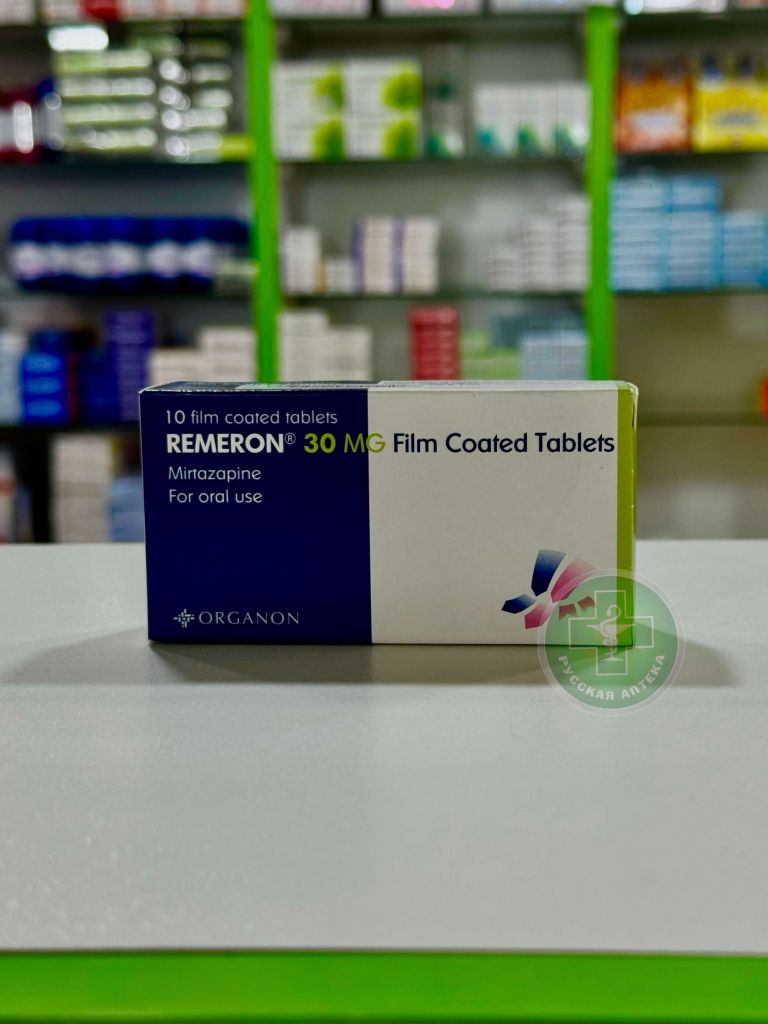 10 film coated tablets
REMERON® 30 MG Film Coated Tablets
Mirtazapine
For oral use
ORGANON
РУССКАЯ АПТЕКА